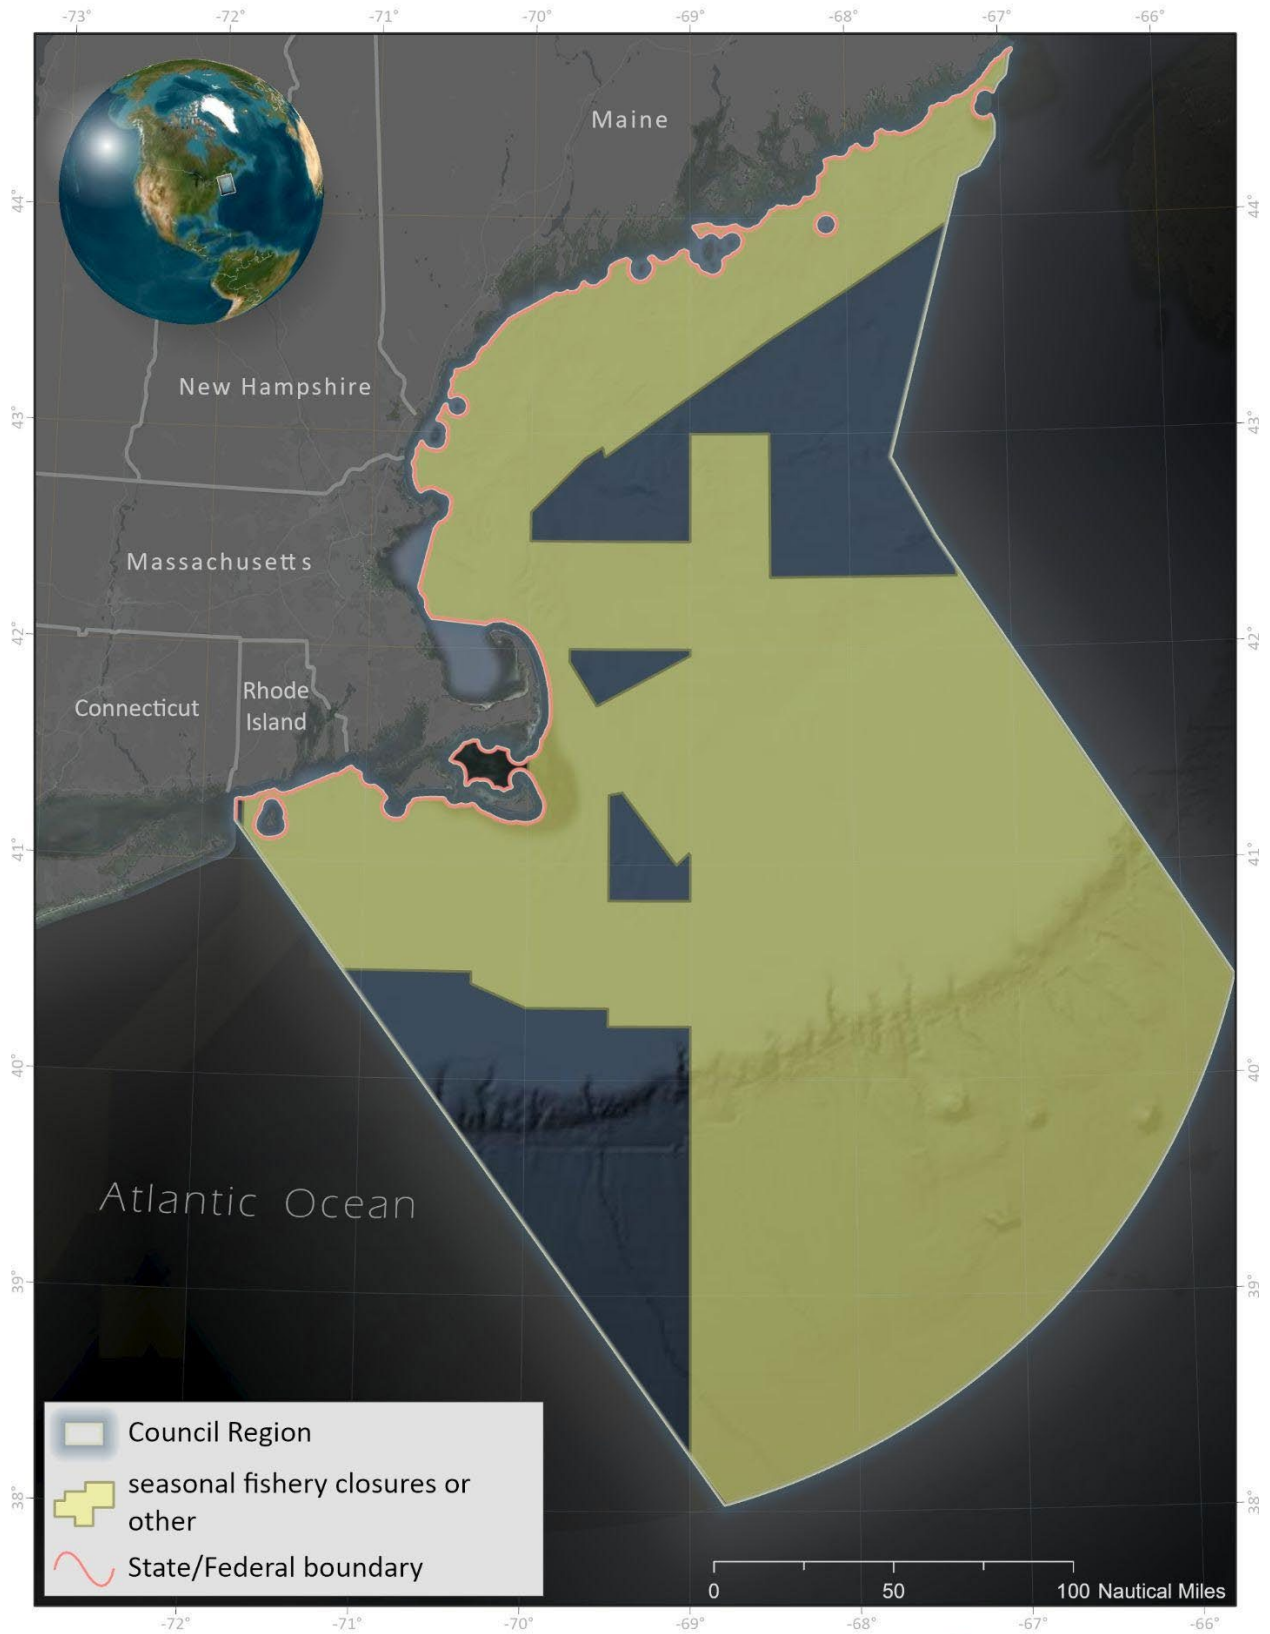 -73° -72° -71° -70° -69° -68° -67° -66°
Maine
44° 44°
New Hampshire
43° 43°
Massachusetts
42° 42°
Rhode
Island
Connecticut
41° 41°
40° 40°
Atlantic Ocean
39° 39°
Council Region
seasonal fishery closures or
other
State/Federal boundary
38° 38°
0 50 100 Nautical Miles
-72° -71° -70° -69° -68° -67° -66°